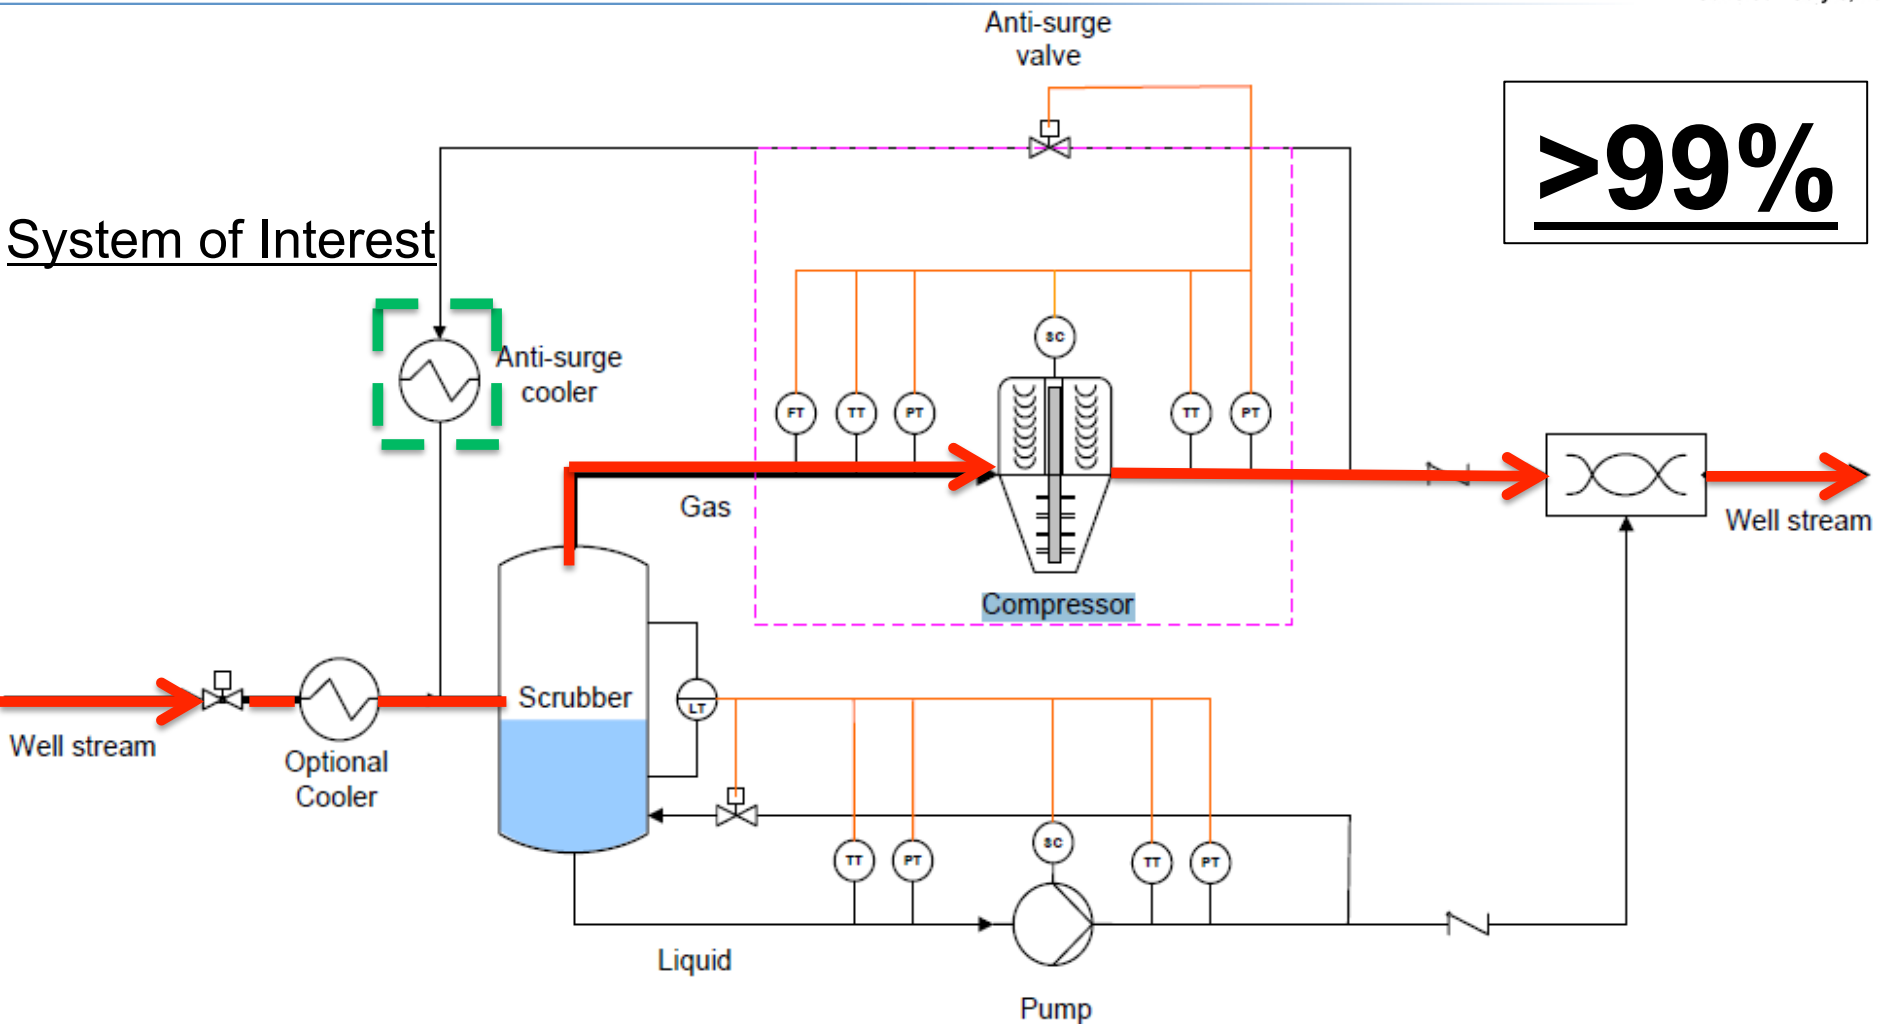 Anti-surge
valve
>99%
System of Interest
Anti-surge
cooler
SC
FT
TT
PT
TT
PT
Gas
Well stream
Compressor
Scrubber
LT
Well stream
Optional
Cooler
SC
TT
PT
TT
PT
Liquid
Pump